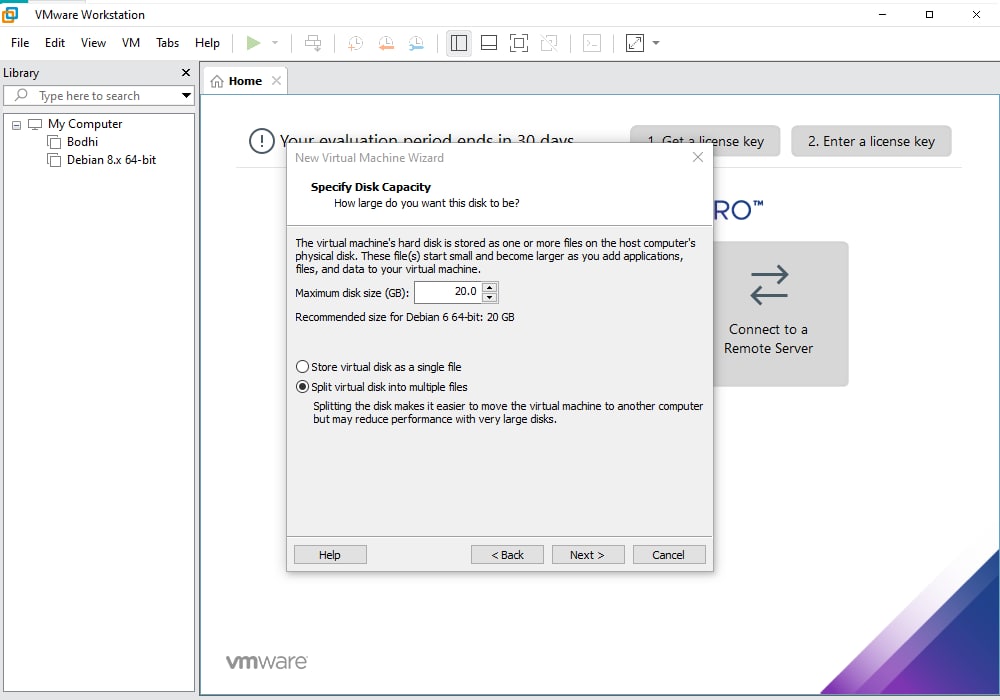 VMware Workstation
File Edit View VM Tabs Help
Library
Type here to search
My Computer
Bodhi
Debian 8.x 64-bit
Home
Your evaluation period ends in 30 days
1. Get a license key
2. Enter a license key
RO™
Connect to a
Remote Server
New Virtual Machine Wizard
Specify Disk Capacity
How large do you want this disk to be?
The virtual machine's hard disk is stored as one or more files on the host computer's
physical disk. These file(s) start small and become larger as you add applications,
files, and data to your virtual machine.
Maximum disk size (GB): 20.0
Recommended size for Debian 6 64-bit: 20 GB
Store virtual disk as a single file
Split virtual disk into multiple files
Splitting the disk makes it easier to move the virtual machine to another computer
but may reduce performance with very large disks.
Help
< Back
Next >
Cancel
vmware